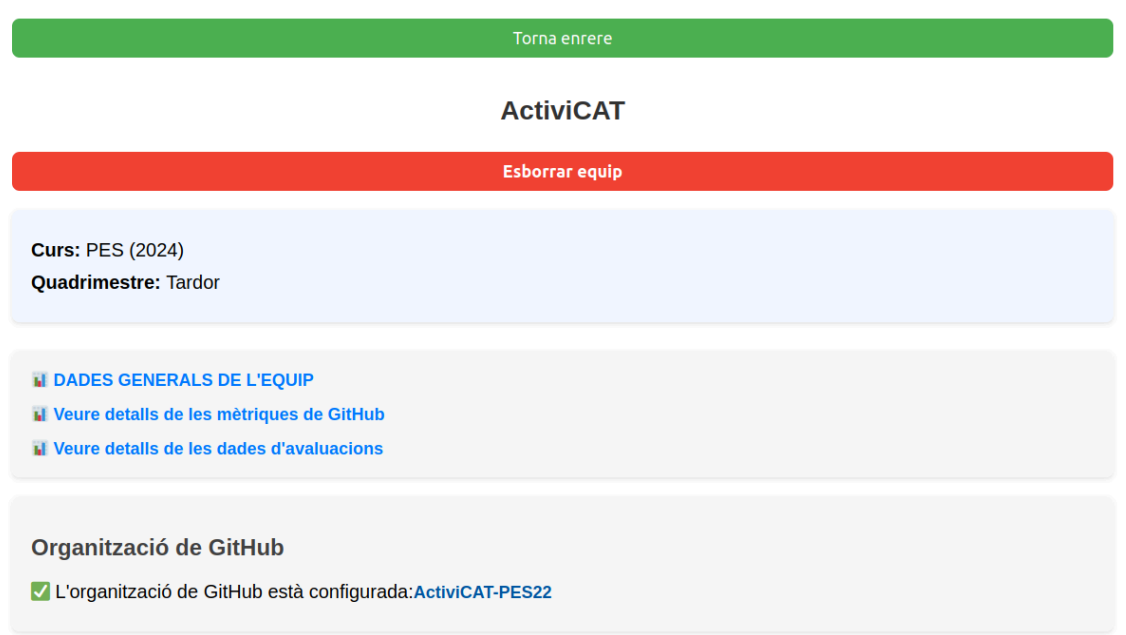 Torna enrere
ActiviCAT
Esborrar equip
Curs: PES (2024)
Quadrimestre: Tardor
DADES GENERALS DE L'EQUIP
Veure detalls de les mètriques de GitHub
Veure detalls de les dades d'avaluacions
Organització de GitHub
L'organització de GitHub està configurada:ActiviCAT-PES22